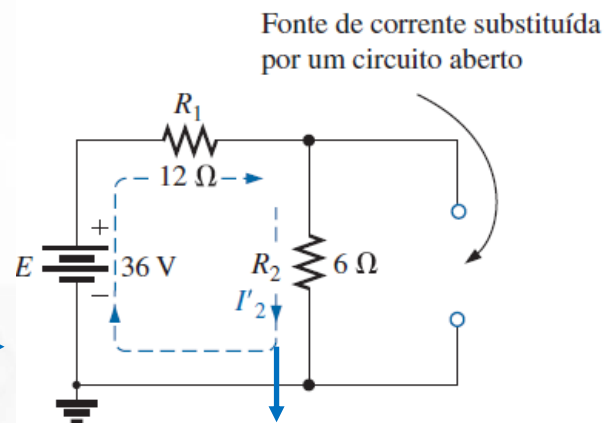 Fonte de corrente substituída
por um circuito aberto
R₁
12 Ω
+
E
36 V
R₂
6 Ω
−
I'₂